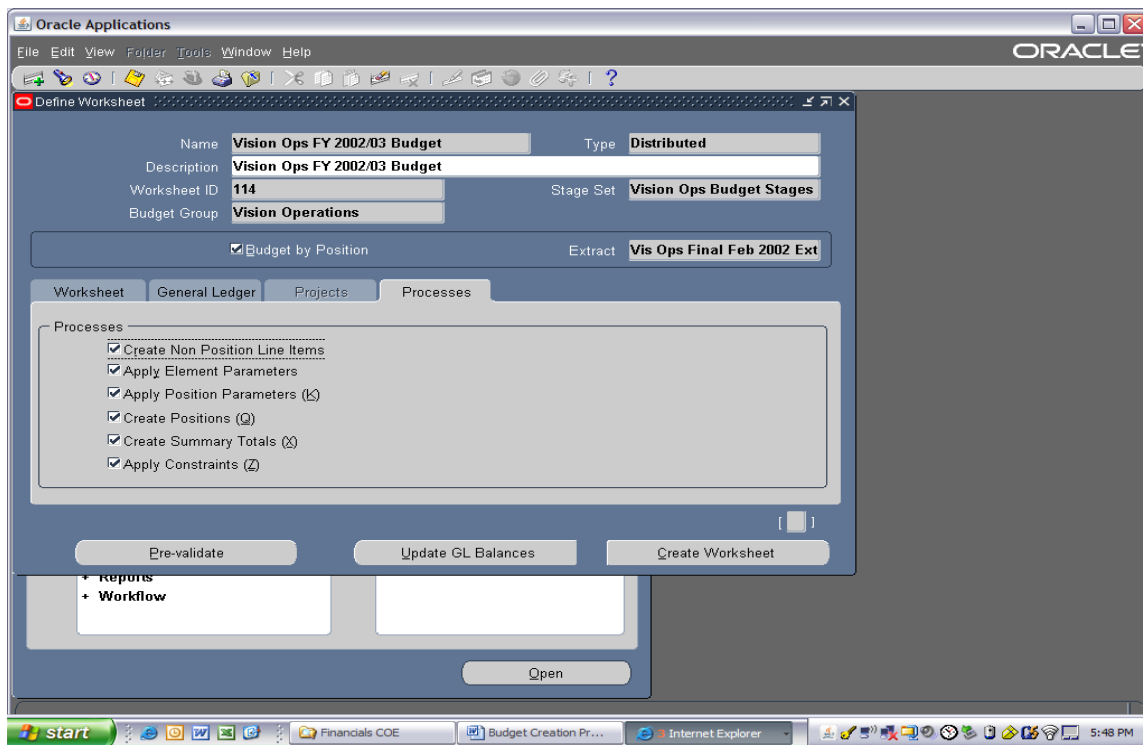 Oracle Applications
File Edit View Folder Tools Window Help
ORACLE
Define Worksheet
Name Vision Ops FY 2002/03 Budget Type Distributed
Description Vision Ops FY 2002/03 Budget
Worksheet ID 114 Stage Set Vision Ops Budget Stages
Budget Group Vision Operations
Budget by Position Extract Vis Ops Final Feb 2002 Ext
Worksheet General Ledger Projects Processes
Processes
Create Non Position Line Items
Apply Element Parameters
Apply Position Parameters (K)
Create Positions (Q)
Create Summary Totals (X)
Apply Constraints (Z)
[ ]
Pre-validate Update GL Balances Create Worksheet
+ Reports
+ Workflow
Open
start Financials COE Budget Creation Pr... 3 Internet Explorer 5:48 PM